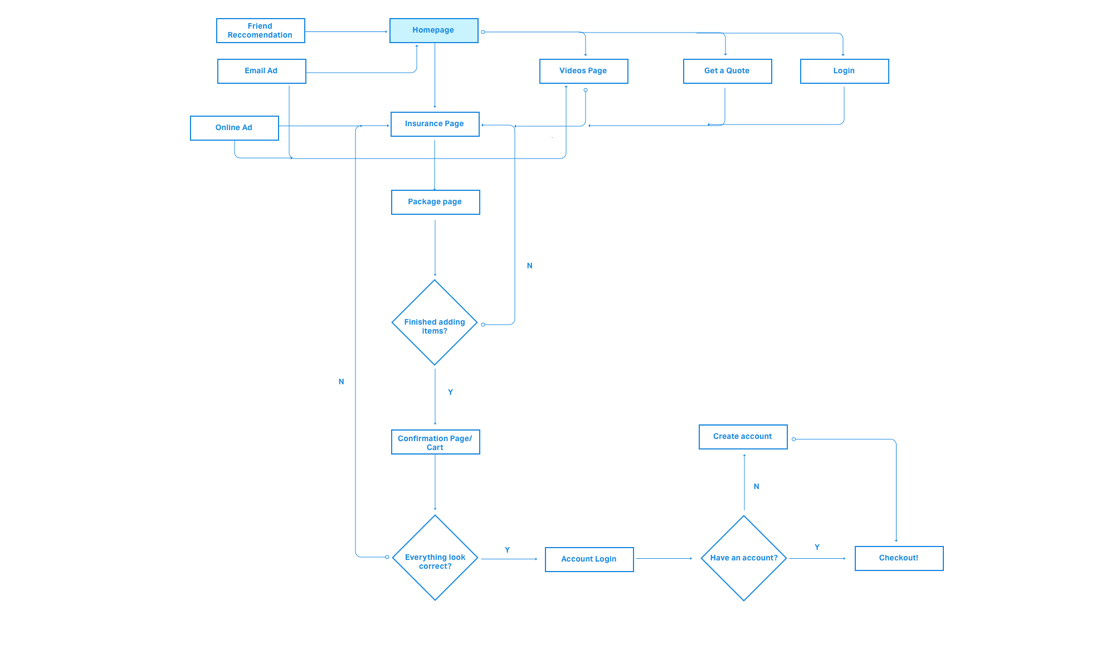 Friend
Reccomendation
Homepage
Email Ad
Videos Page
Get a Quote
Login
Online Ad
Insurance Page
Package page
N
Finished adding
items?
N
Y
Confirmation Page/
Cart
Create account
N
Everything look
correct?
Y
Account Login
Have an account?
Y
Checkout!